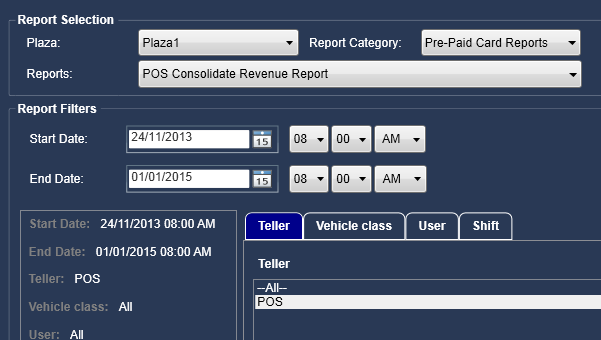 Report Selection
Plaza: Plaza1 Report Category: Pre-Paid Card Reports
Reports: POS Consolidate Revenue Report
Report Filters
Start Date: 24/11/2013 15 08 00 AM
End Date: 01/01/2015 15 08 00 AM
Start Date: 24/11/2013 08:00 AM
End Date: 01/01/2015 08:00 AM
Teller: POS
Vehicle class: All
User: All
Teller Vehicle class User Shift
Teller
--All--
POS